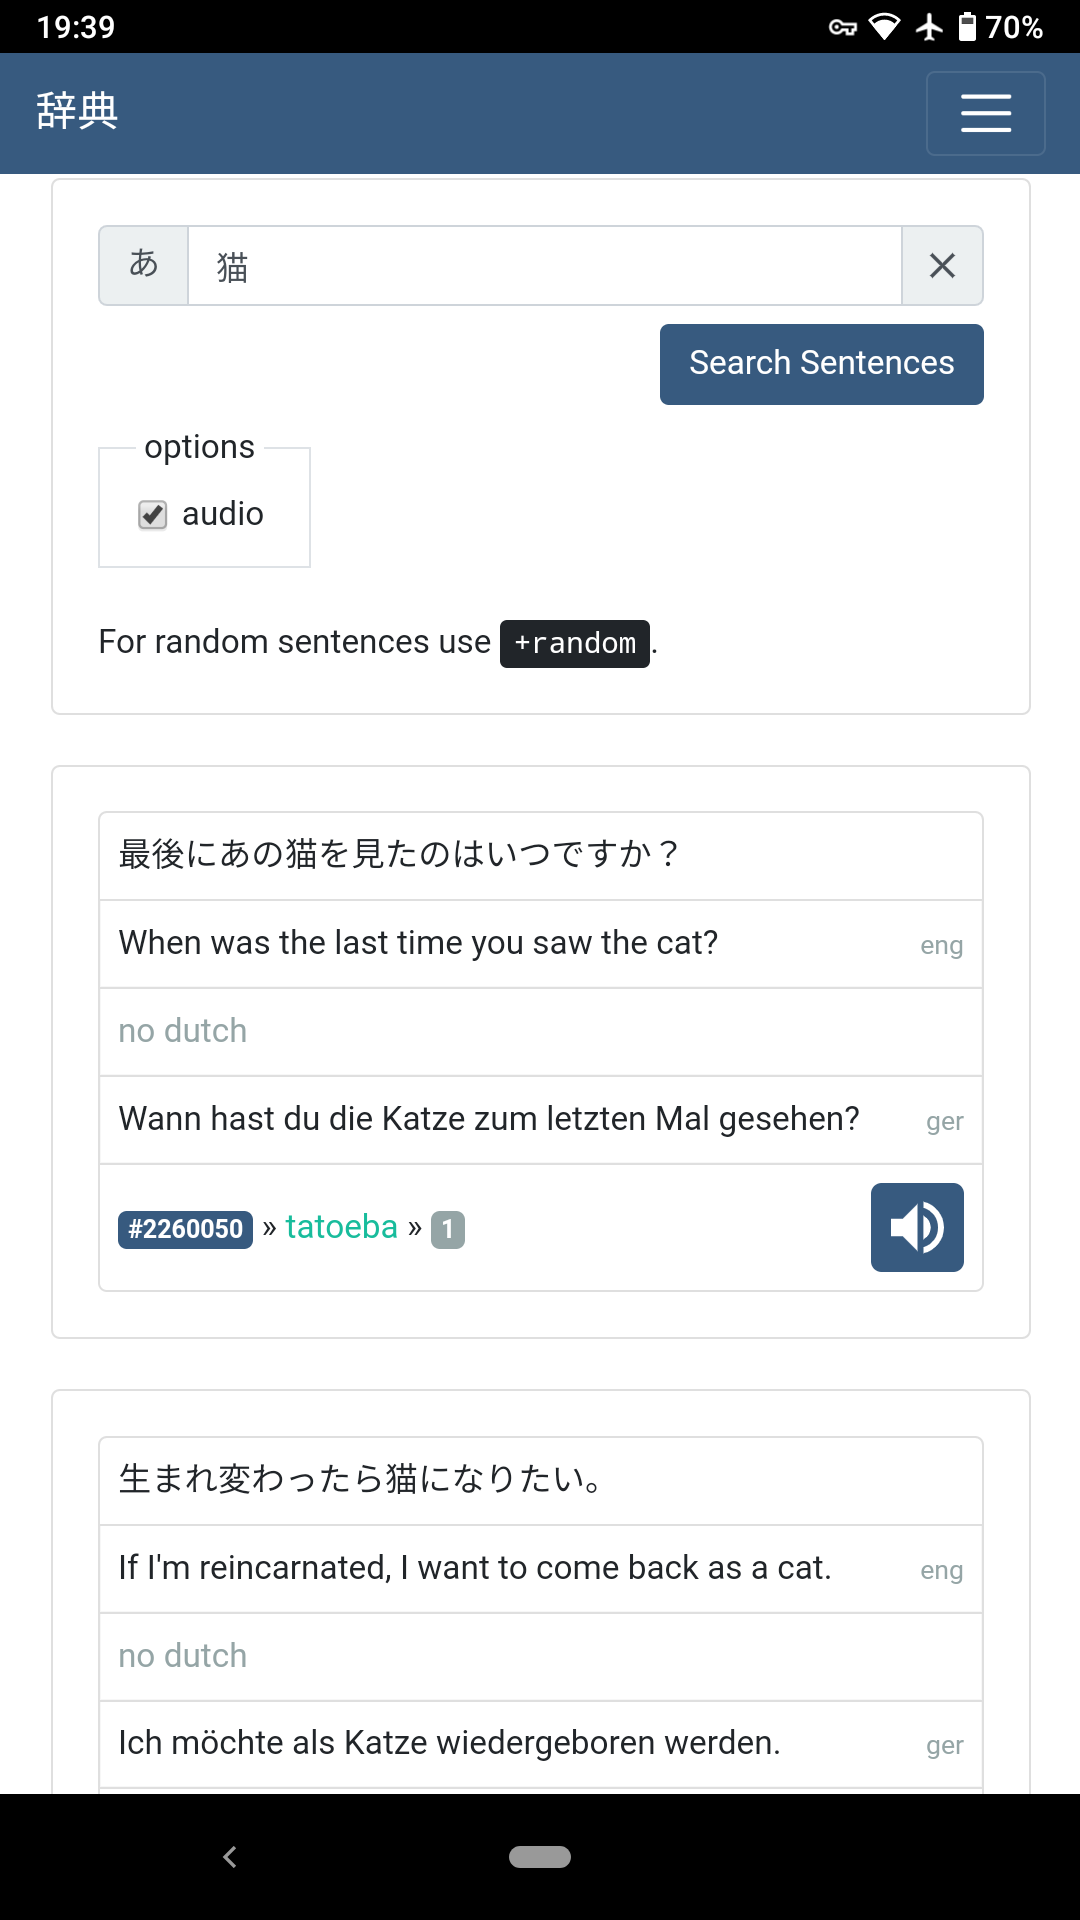 19:39
70%
辞典
あ 猫
Search Sentences
options
audio
For random sentences use +random.
最後にあの猫を見たのはいつですか？
When was the last time you saw the cat? eng
no dutch
Wann hast du die Katze zum letzten Mal gesehen? ger
#2260050 » tatoeba » 1
生まれ変わったら猫になりたい。
If I'm reincarnated, I want to come back as a cat. eng
no dutch
Ich möchte als Katze wiedergeboren werden. ger